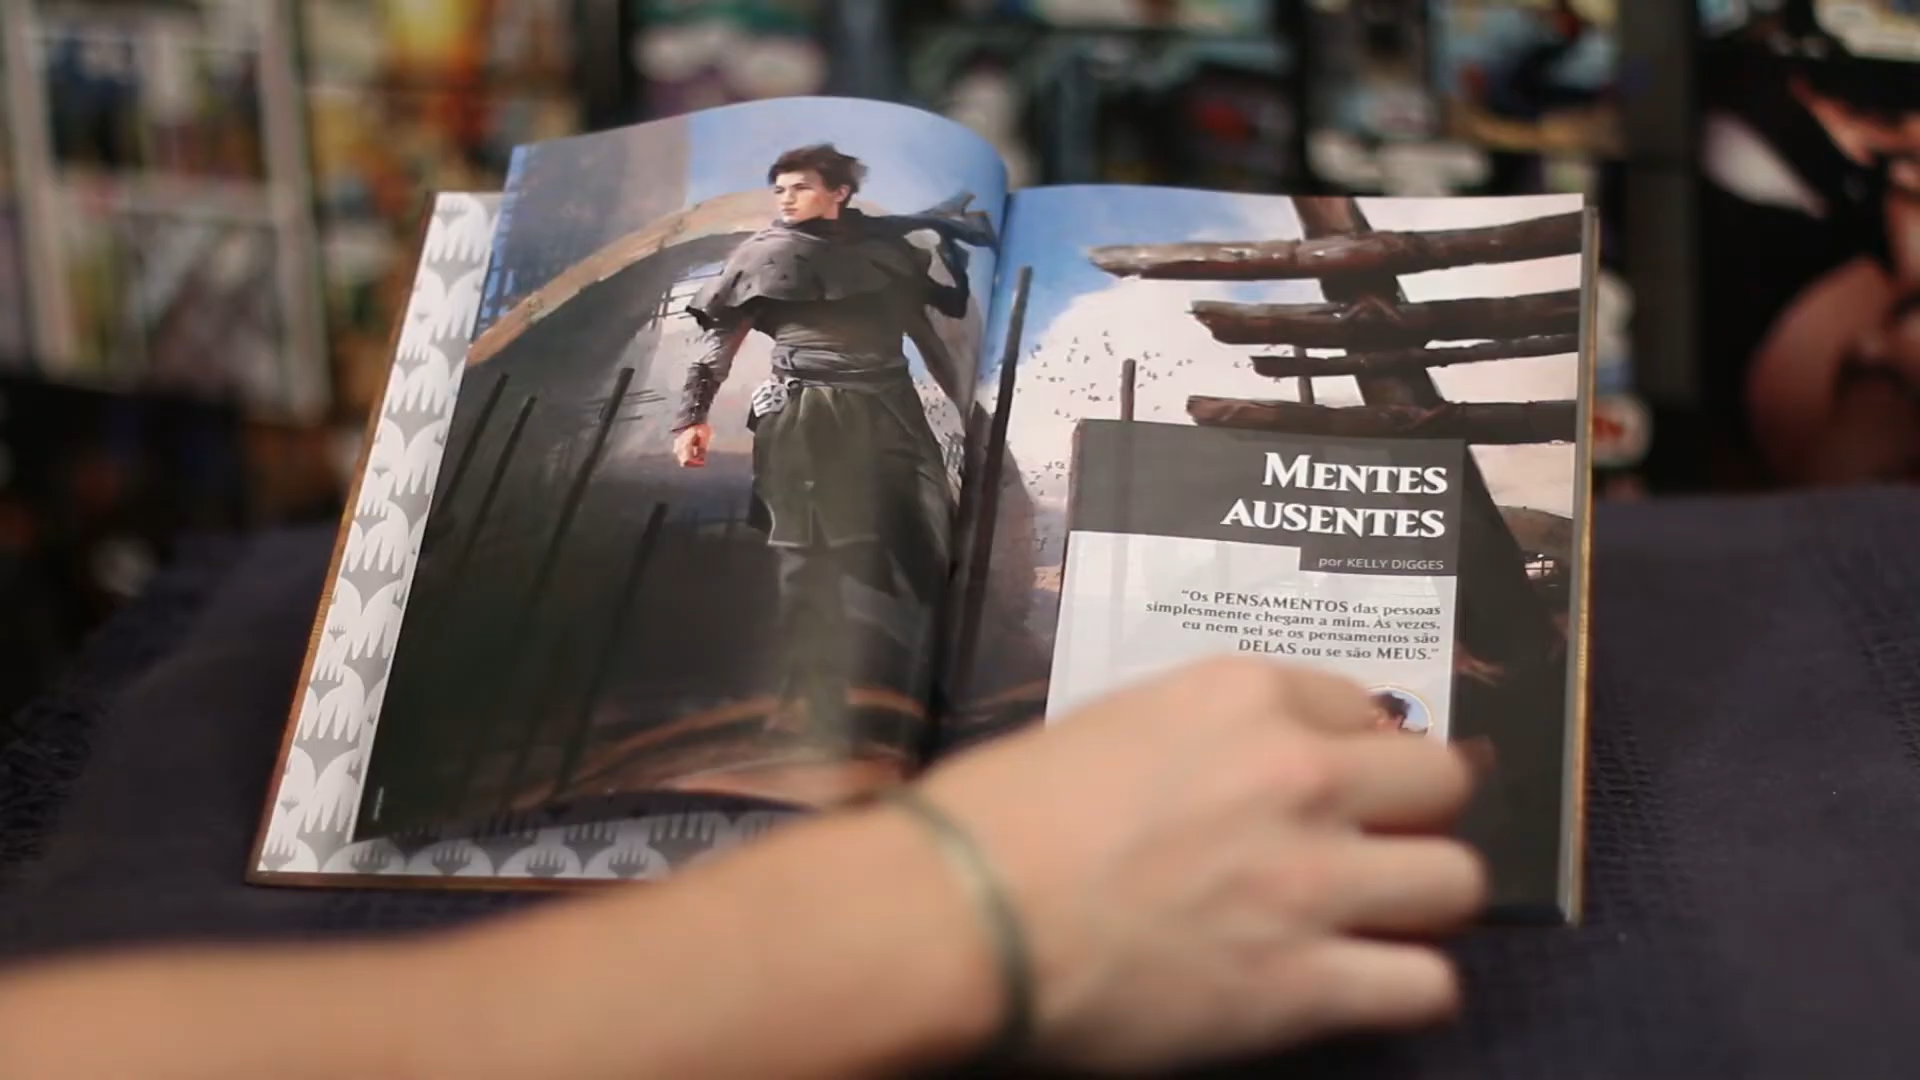 MENTES
AUSENTES
por KELLY DIGGES
"Os PENSAMENTOS das pessoas
simplesmente chegam a mim. Às vezes,
eu nem sei se os pensamentos são
DELAS ou se são MEUS."